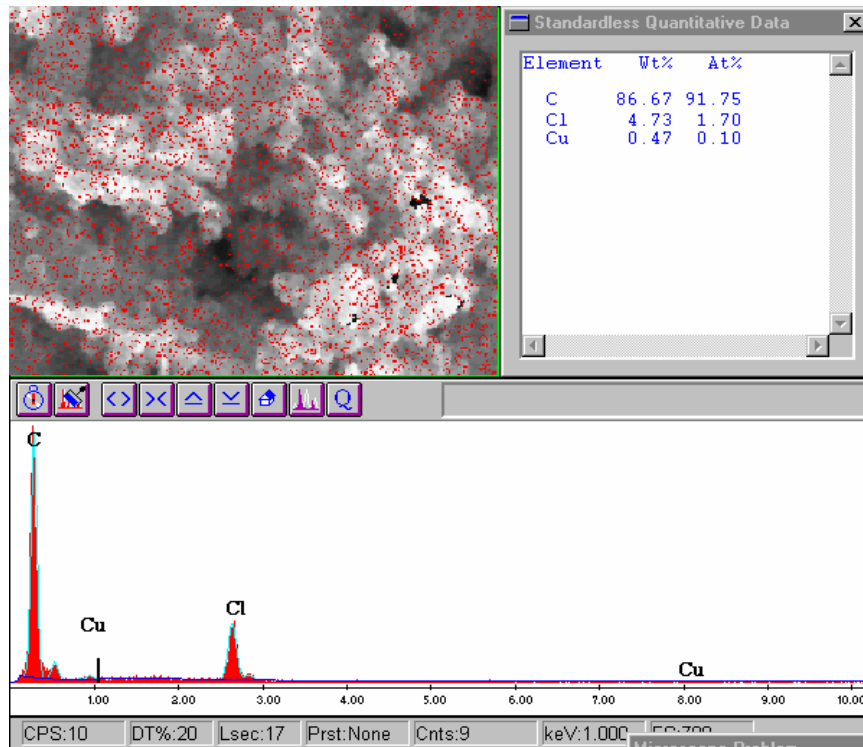 Standardless Quantitative Data
Element Wt% At%
C 86.67 91.75
Cl 4.73 1.70
Cu 0.47 0.10
Q
C
Cu
Cl
Cu
1.00 2.00 3.00 4.00 5.00 6.00 7.00 8.00 9.00 10.00
CPS:10 DT%:20 Lsec:17 Prst:None Cnts:9 keV:1.000